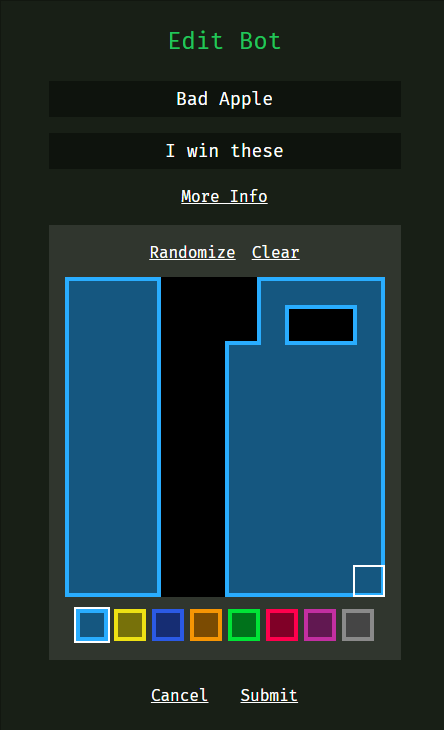 Edit Bot
Bad Apple
I win these
More Info
Randomize Clear
Cancel Submit